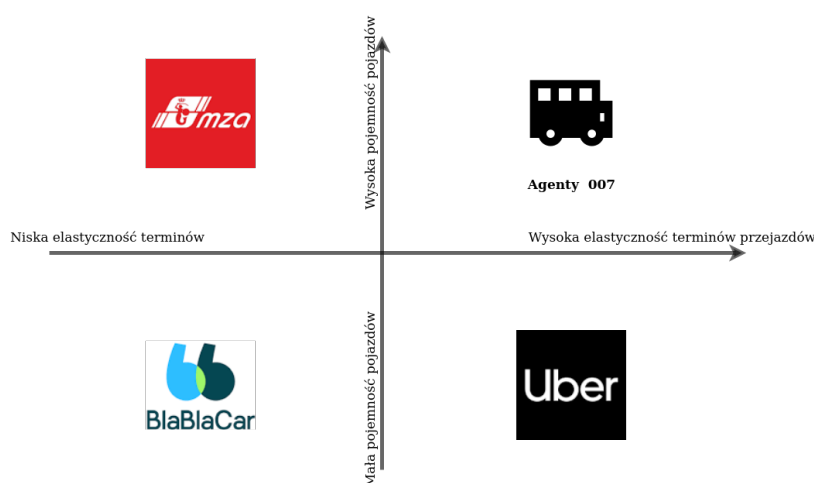 Wysoka pojemność pojazdów
mza
Agenty 007
Niska elastyczność terminów
Wysoka elastyczność terminów przejazdów
Mała pojemność pojazdów
BlaBlaCar
Uber